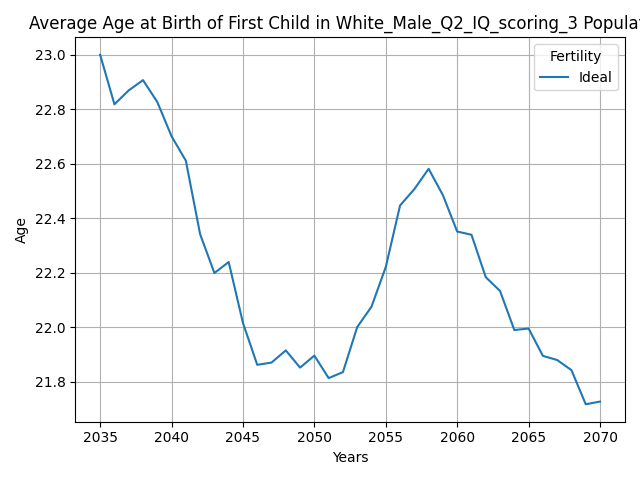 Average Age at Birth of First Child in White_Male_Q2_IQ_scoring_3 Populat
Fertility
Ideal
Age
23.0
22.8
22.6
22.4
22.2
22.0
21.8
2035 2040 2045 2050 2055 2060 2065 2070
Years